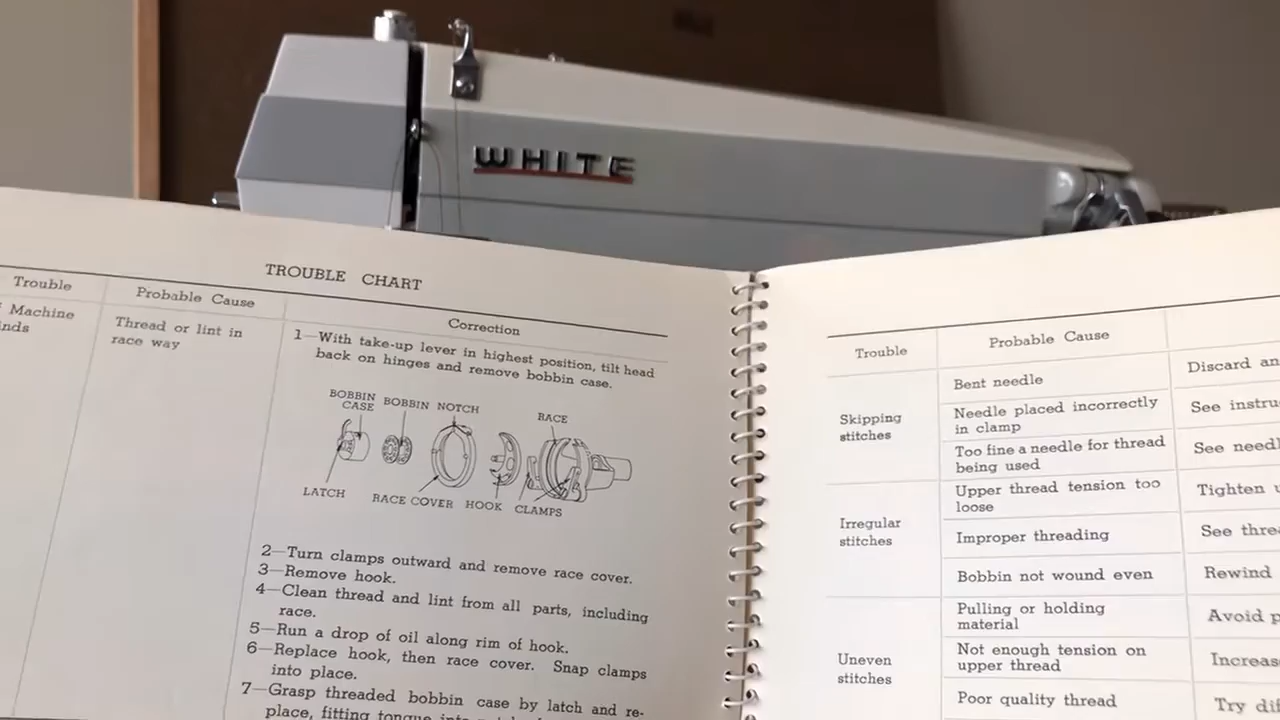 WHITE
TROUBLE CHART
Trouble
Probable Cause
Correction
Machine
Thread or lint in
race way
1—With take-up lever in highest position, tilt head
back on hinges and remove bobbin case.
BOBBIN
CASE
BOBBIN
NOTCH
RACE
LATCH
RACE COVER
HOOK
CLAMPS
2—Turn clamps outward and remove race cover.
3—Remove hook.
4—Clean thread and lint from all parts, including
race.
5—Run a drop of oil along rim of hook.
6—Replace hook, then race cover. Snap clamps
into place.
7—Grasp threaded bobbin case by latch and re-
place, fitting tongue into
Trouble
Probable Cause
Skipping
stitches
Bent needle
Discard an
Needle placed incorrectly
in clamp
See instru
Too fine a needle for thread
being used
See need
Irregular
stitches
Upper thread tension too
loose
Tighten
Improper threading
See thre
Bobbin not wound even
Rewind
Uneven
stitches
Pulling or holding
material
Avoid p
Not enough tension on
upper thread
Increas
Poor quality thread
Try di